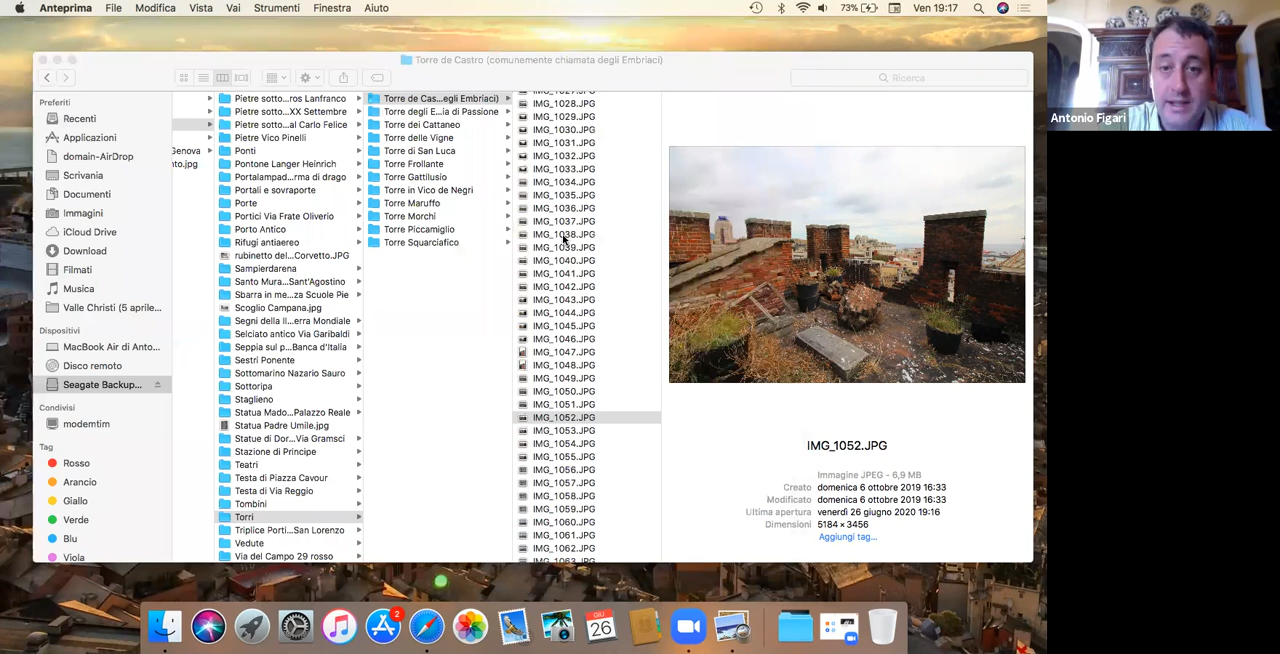 Anteprima File Modifica Vista Vai Strumenti Finestra Aiuto
73% Ven 19:17
Torre de Castro (comunemente chiamata degli Embriaci)
Ricerca
Antonio Figari
Preferiti
Recenti
Applicazioni
domain-AirDrop
Scrivania
Documenti
Immagini
iCloud Drive
Download
Filmati
Musica
Valle Christi (5 aprile...
Dispositivi
MacBook Air di Anto...
Disco remoto
Seagate Backup...
Condivisi
modemtim
Tag
Rosso
Arancio
Giallo
Verde
Blu
Viola
Genova
nto.jpg
Pietre sotto...ros Lanfranco
Pietre sotto...XX Settembre
Pietre sotto...al Carlo Felice
Pietre Vico Pinelli
Ponti
Pontone Langer Heinrich
Portalampad...rma di drago
Portali e sovraporte
Porte
Portici Via Frate Oliverio
Porto Antico
Rifugi antiaereo
rubinetto del...Corvetto.JPG
Sampierdarena
Santo Mura...Sant'Agostino
Sbarra in me...za Scuole Pie
Scoglio Campana.jpg
Segni della II...erra Mondiale
Selciato antico Via Garibaldi
Seppia sul p...Banca d'Italia
Sestri Ponente
Sottomarino Nazario Sauro
Sottoripa
Staglieno
Statua Mado...Palazzo Reale
Statua Padre Umile.jpg
Statue di Dor...Via Gramsci
Stazione di Principe
Teatri
Testa di Piazza Cavour
Testa di Via Reggio
Tombini
Torri
Triplice Porti...San Lorenzo
Vedute
Via del Campo 29 rosso
Torre de Cas...egli Embriaci)
Torre degli E...ia di Passione
Torre dei Cattaneo
Torre delle Vigne
Torre di San Luca
Torre Frollante
Torre Gattilusio
Torre in Vico de Negri
Torre Maruffo
Torre Morchi
Torre Piccamiglio
Torre Squarciafico
IMG_1027.JPG
IMG_1028.JPG
IMG_1029.JPG
IMG_1030.JPG
IMG_1031.JPG
IMG_1032.JPG
IMG_1033.JPG
IMG_1034.JPG
IMG_1035.JPG
IMG_1036.JPG
IMG_1037.JPG
IMG_1038.JPG
IMG_1039.JPG
IMG_1040.JPG
IMG_1041.JPG
IMG_1042.JPG
IMG_1043.JPG
IMG_1044.JPG
IMG_1045.JPG
IMG_1046.JPG
IMG_1047.JPG
IMG_1048.JPG
IMG_1049.JPG
IMG_1050.JPG
IMG_1051.JPG
IMG_1052.JPG
IMG_1053.JPG
IMG_1054.JPG
IMG_1055.JPG
IMG_1056.JPG
IMG_1057.JPG
IMG_1058.JPG
IMG_1059.JPG
IMG_1060.JPG
IMG_1061.JPG
IMG_1062.JPG
IMG_1063.JPG
IMG_1052.JPG
Immagine JPEG - 6,9 MB
Creato domenica 6 ottobre 2019 16:33
Modificato domenica 6 ottobre 2019 16:33
Ultima apertura venerdì 26 giugno 2020 19:16
Dimensioni 5184 × 3456
Aggiungi tag...
2
GIU
26